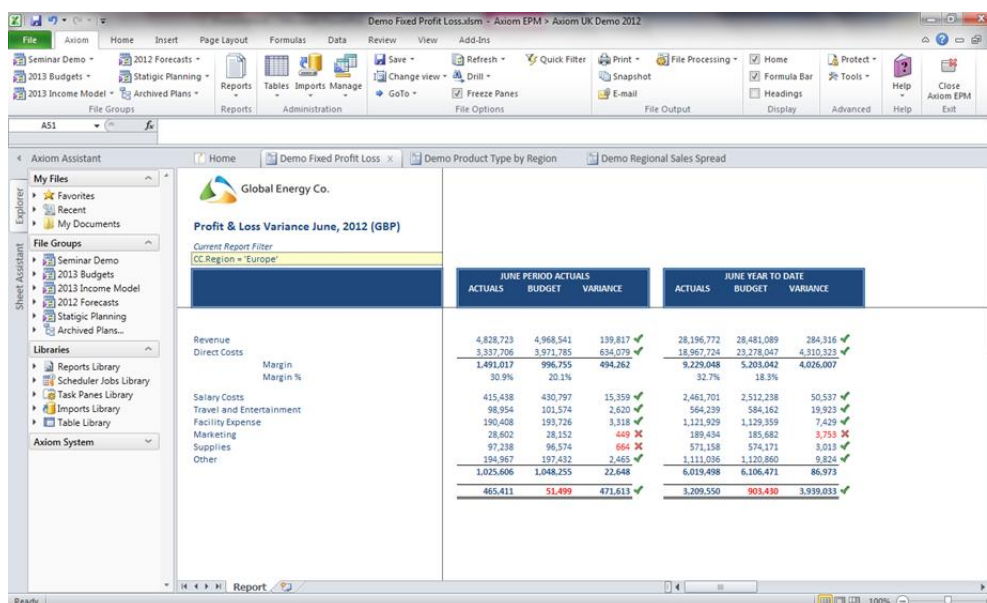 Demo Fixed Profit Loss.xlsm - Axiom EPM > Axiom UK Demo 2012
File Axiom Home Insert Page Layout Formulas Data Review View Add-Ins
Seminar Demo 2012 Forecasts Save Refresh Quick Filter Print File Processing Home Protect
2013 Budgets Statigic Planning Reports Tables Imports Manage Change view Drill Snapshot Formula Bar Tools Help Close Axiom EPM
2013 Income Model Archived Plans GoTo Freeze Panes E-mail Headings
File Groups Reports Administration File Options File Output Display Advanced Help Exit
A51 fx
Axiom Assistant Home Demo Fixed Profit Loss x Demo Product Type by Region Demo Regional Sales Spread
Explorer
Sheet Assistant
My Files
Favorites
Recent
My Documents
File Groups
Seminar Demo
2013 Budgets
2013 Income Model
2012 Forecasts
Statigic Planning
Archived Plans...
Libraries
Reports Library
Scheduler Jobs Library
Task Panes Library
Imports Library
Table Library
Axiom System
Global Energy Co.
Profit & Loss Variance June, 2012 (GBP)
Current Report Filter
CC.Region = 'Europe'
JUNE PERIOD ACTUALS JUNE YEAR TO DATE
ACTUALS BUDGET VARIANCE ACTUALS BUDGET VARIANCE
Revenue 4,828,723 4,968,541 139,817 28,196,772 28,481,089 284,316
Direct Costs 3,337,706 3,971,785 634,079 18,967,724 23,278,047 4,310,323
Margin 1,491,017 996,755 494,262 9,229,048 5,203,042 4,026,007
Margin % 30.9% 20.1% 32.7% 18.3%
Salary Costs 415,438 430,797 15,359 2,461,701 2,512,238 50,537
Travel and Entertainment 98,954 101,574 2,620 564,239 584,162 19,923
Facility Expense 190,408 193,726 3,318 1,121,929 1,129,359 7,429
Marketing 28,602 28,152 449 189,434 185,682 3,753
Supplies 97,238 96,574 664 571,158 574,171 3,013
Other 194,967 197,432 2,465 1,111,036 1,120,860 9,824
1,025,606 1,048,255 22,648 6,019,498 6,106,471 86,973
465,411 51,499 471,613 3,209,550 903,430 3,939,033
Report
Ready 100%